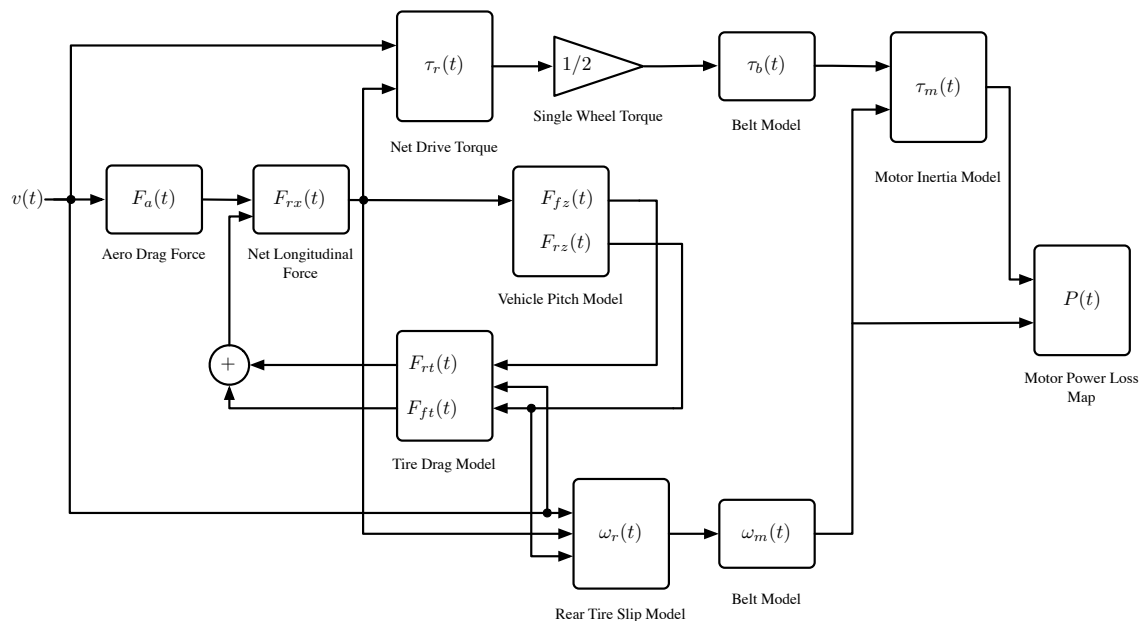 τ_r(t)
1/2
τ_b(t)
τ_m(t)
Single Wheel Torque
Belt Model
Net Drive Torque
Motor Inertia Model
v(t)
F_a(t)
F_rx(t)
F_fz(t)
F_rz(t)
Aero Drag Force
Net Longitudinal
Force
Vehicle Pitch Model
P(t)
Motor Power Loss
Map
+
F_rt(t)
F_ft(t)
Tire Drag Model
ω_r(t)
ω_m(t)
Rear Tire Slip Model
Belt Model